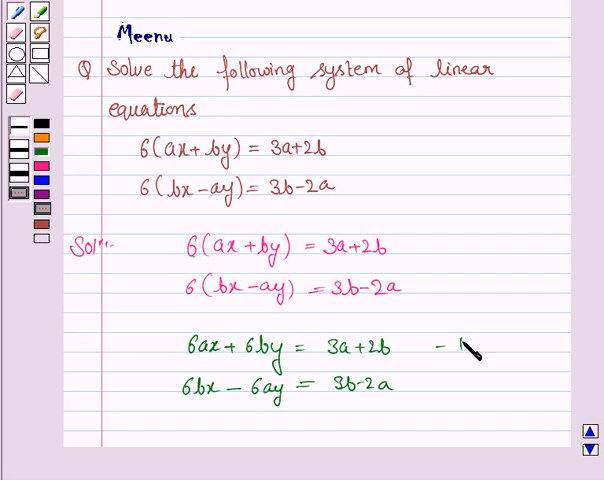 Meenu
Q Solve the following system of linear
equations
6(ax+by) = 3a+2b
6(bx-ay) = 3b-2a
Solⁿ:- 6(ax+by) = 3a+2b
6(bx-ay) = 3b-2a
6ax + 6by = 3a+2b - 1
6bx - 6ay = 3b-2a